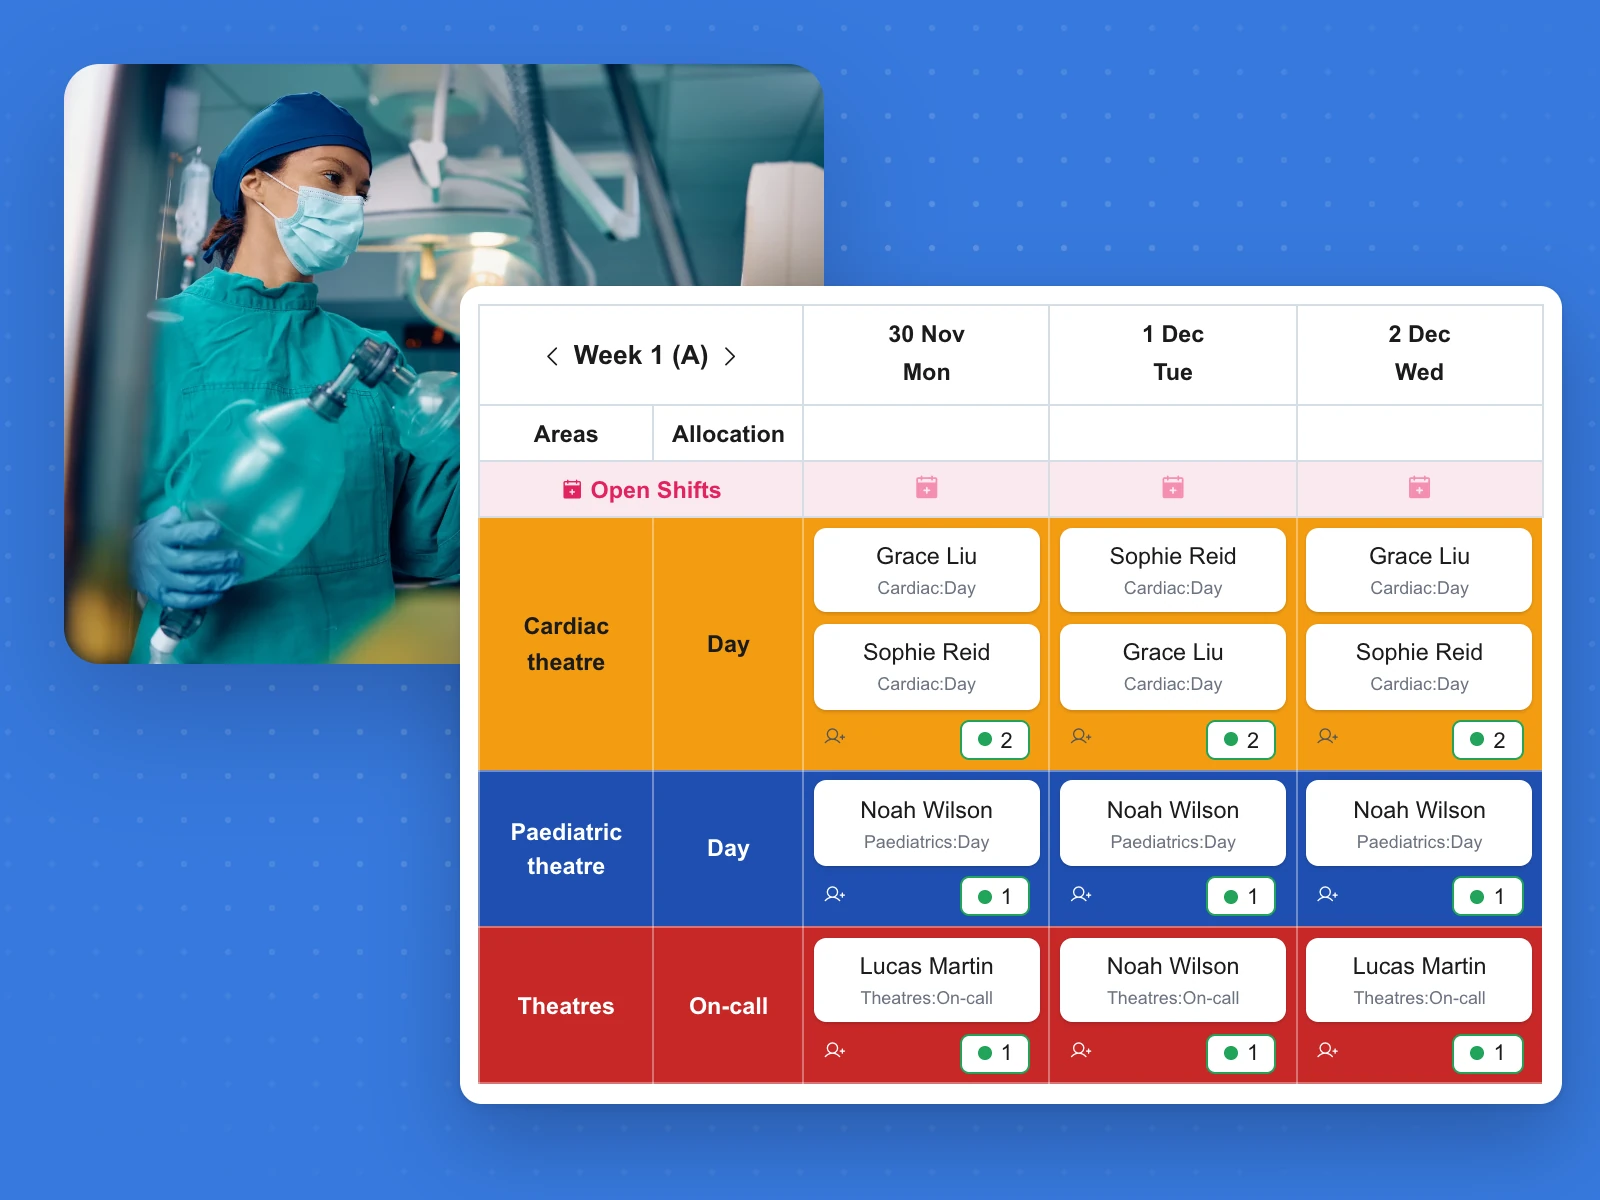 Week 1 (A)
30 Nov
Mon
1 Dec
Tue
2 Dec
Wed
Areas
Allocation
Open Shifts
Cardiac
theatre
Day
Grace Liu
Cardiac:Day
Sophie Reid
Cardiac:Day
Grace Liu
Cardiac:Day
Sophie Reid
Cardiac:Day
Grace Liu
Cardiac:Day
Sophie Reid
Cardiac:Day
2
2
2
Paediatric
theatre
Day
Noah Wilson
Paediatrics:Day
Noah Wilson
Paediatrics:Day
Noah Wilson
Paediatrics:Day
1
1
1
Theatres
On-call
Lucas Martin
Theatres:On-call
Noah Wilson
Theatres:On-call
Lucas Martin
Theatres:On-call
1
1
1